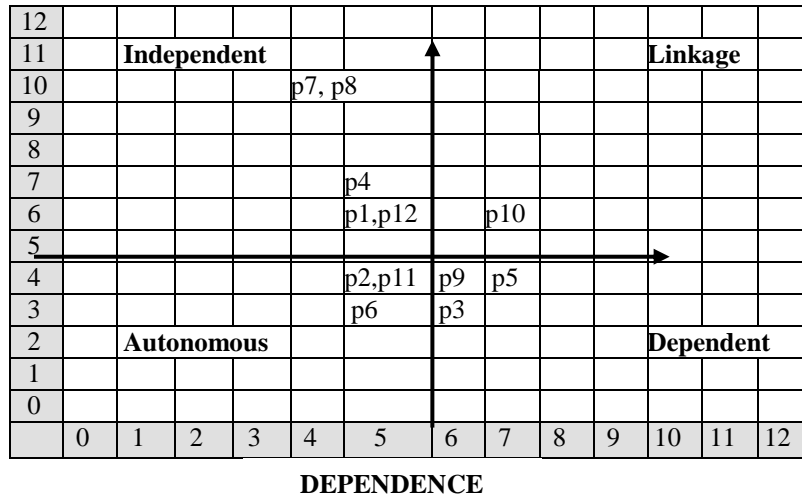 12
11 Independent Linkage
10 p7, p8
9
8
7 p4
6 p1,p12 p10
5
4 p2,p11 p9 p5
3 p6 p3
2 Autonomous Dependent
1
0
0 1 2 3 4 5 6 7 8 9 10 11 12
DEPENDENCE